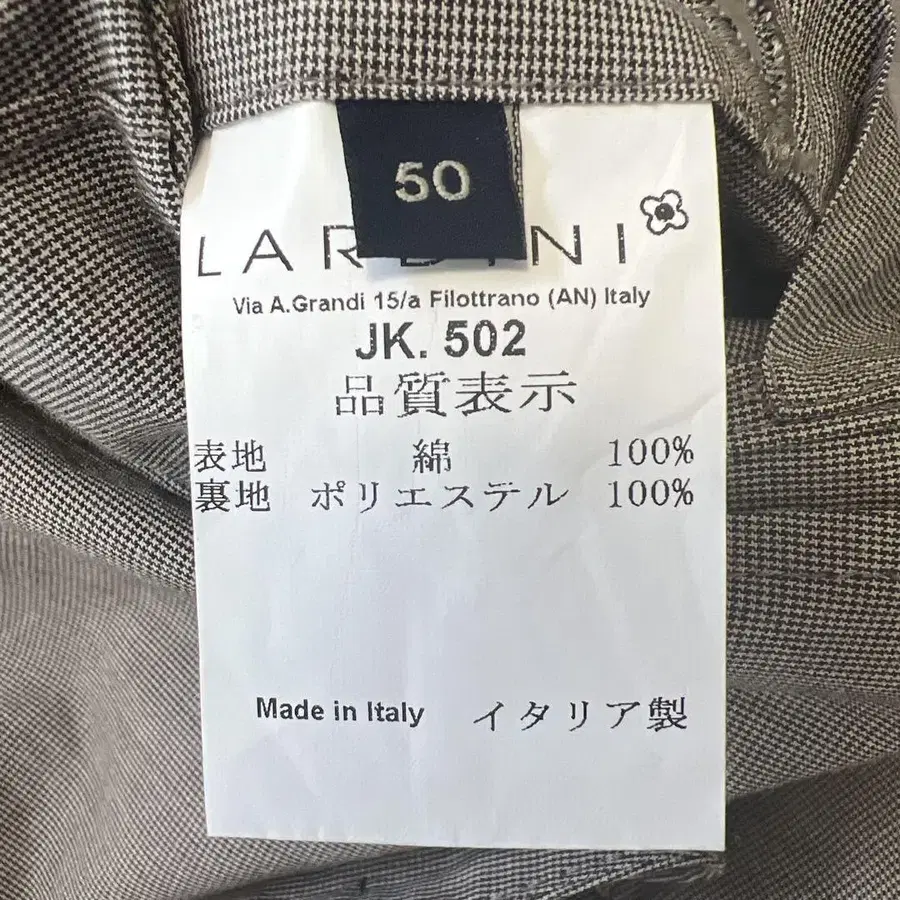 50
LARDINI
Via A.Grandi 15/a Filottrano (AN) Italy
JK. 502
品質表示
表地 綿 100%
裏地 ポリエステル 100%
Made in Italy イタリア製